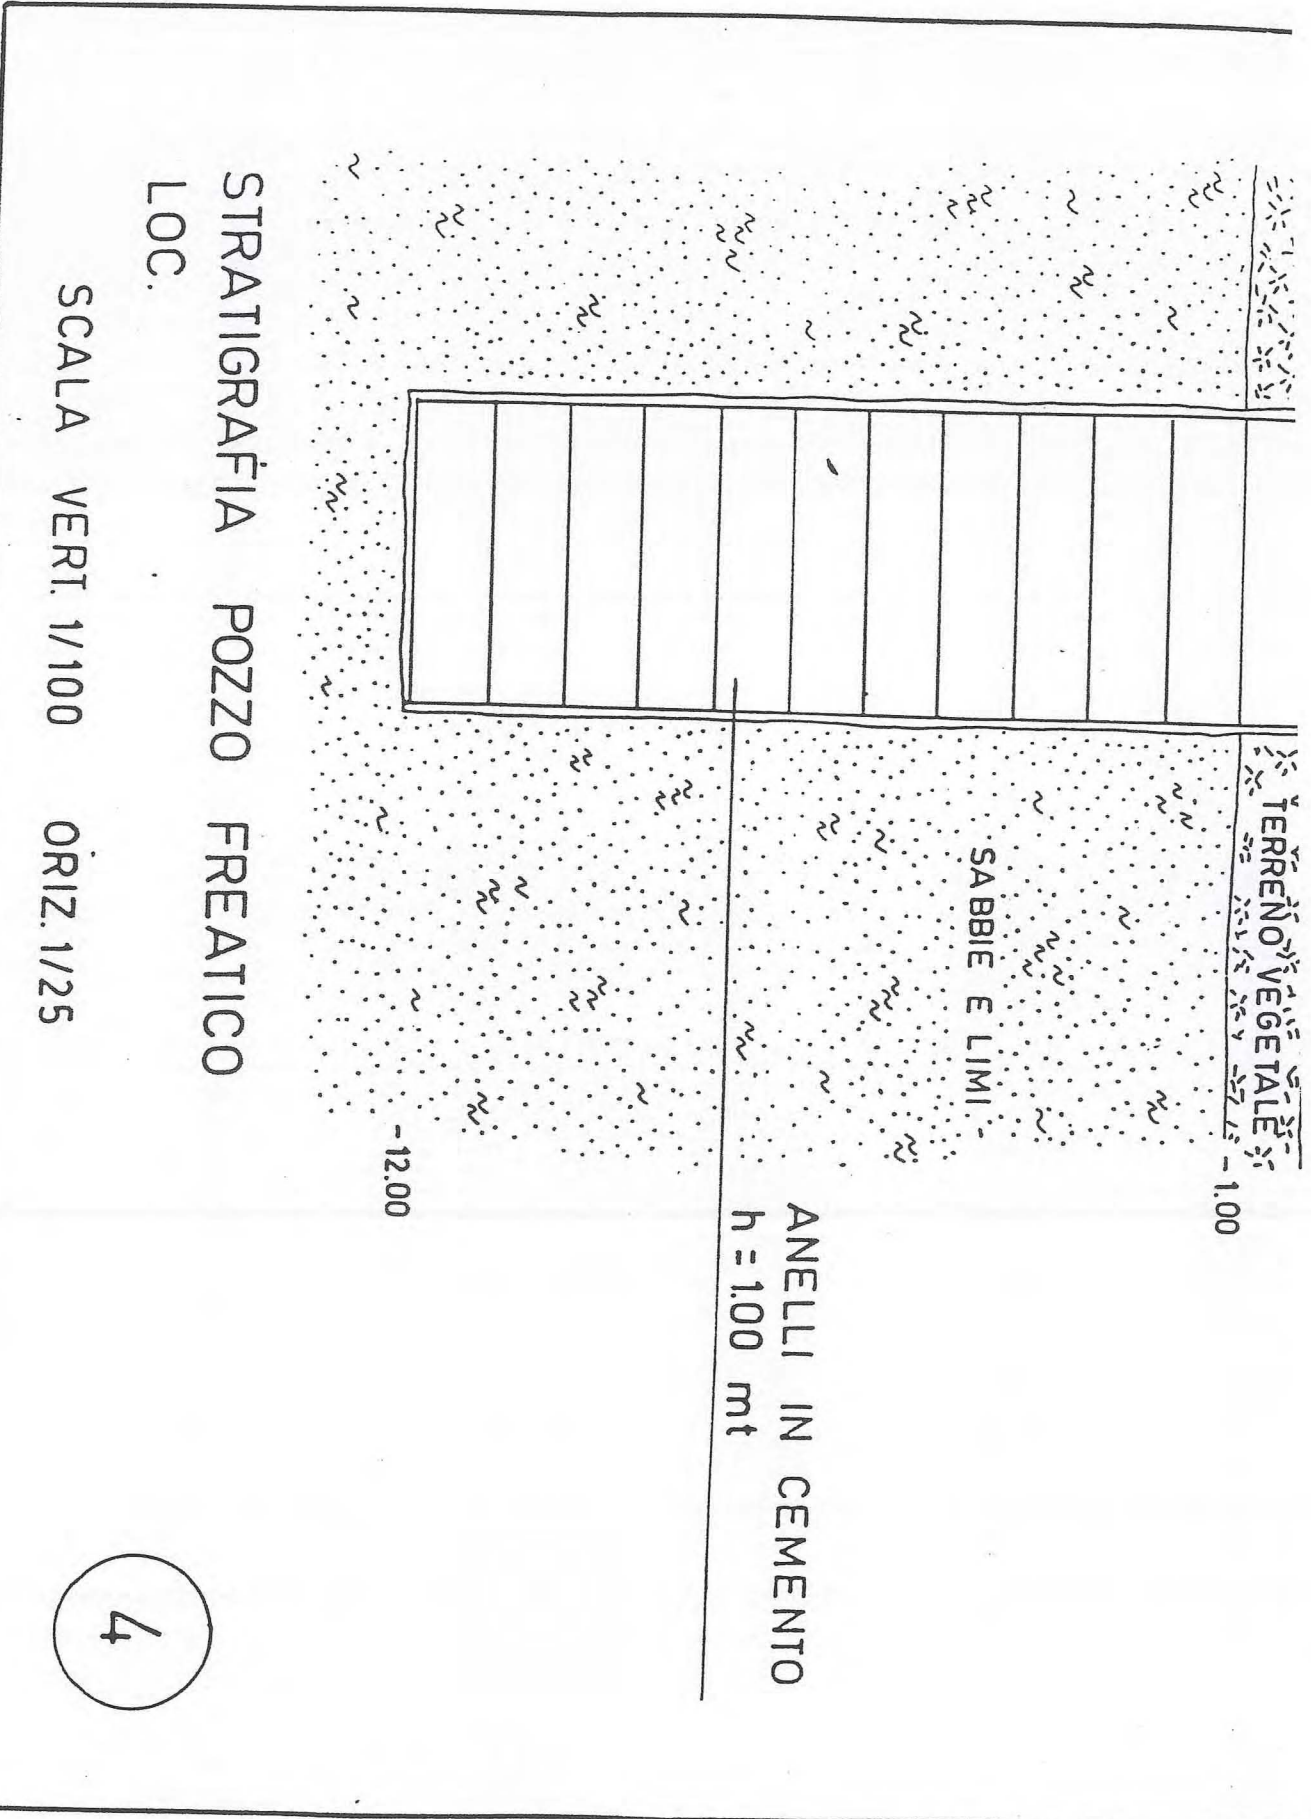 TERRENO VEGETALE
-1.00
SABBIE E LIMI
ANELLI IN CEMENTO
h = 1.00 mt
-12.00
STRATIGRAFIA POZZO FREATICO
LOC.
SCALA VERT. 1/100 ORIZ. 1/25
4